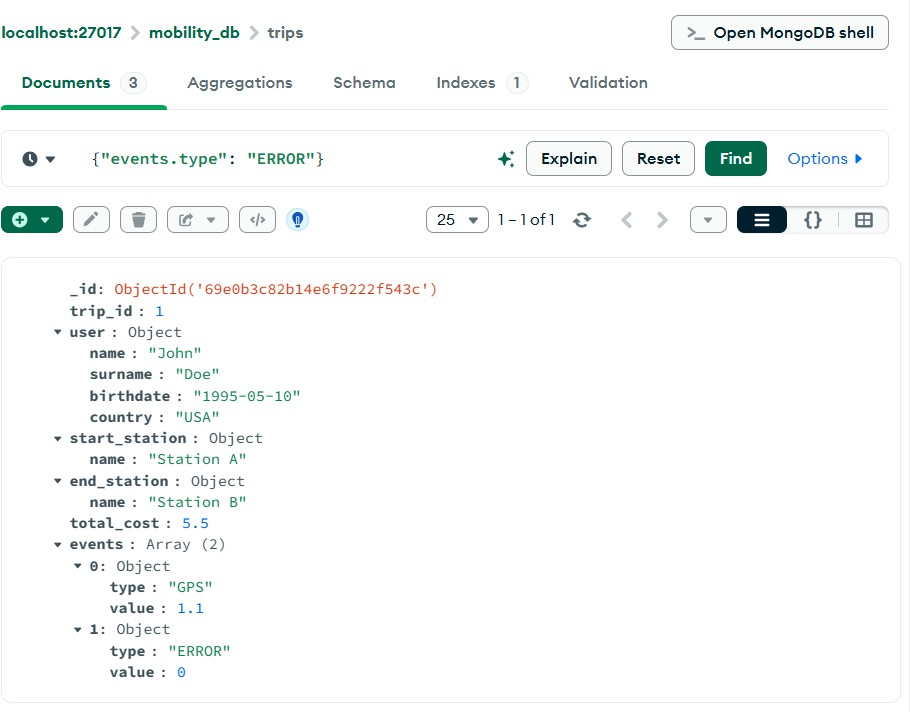 localhost:27017 > mobility_db > trips
>_ Open MongoDB shell
Documents 3 Aggregations Schema Indexes 1 Validation
{"events.type": "ERROR"}
Explain Reset Find Options
25 1 – 1 of 1 {}
_id: ObjectId('69e0b3c82b14e6f9222f543c')
trip_id : 1
user : Object
name : "John"
surname : "Doe"
birthdate : "1995-05-10"
country : "USA"
start_station : Object
name : "Station A"
end_station : Object
name : "Station B"
total_cost : 5.5
events : Array (2)
0: Object
type : "GPS"
value : 1.1
1: Object
type : "ERROR"
value : 0